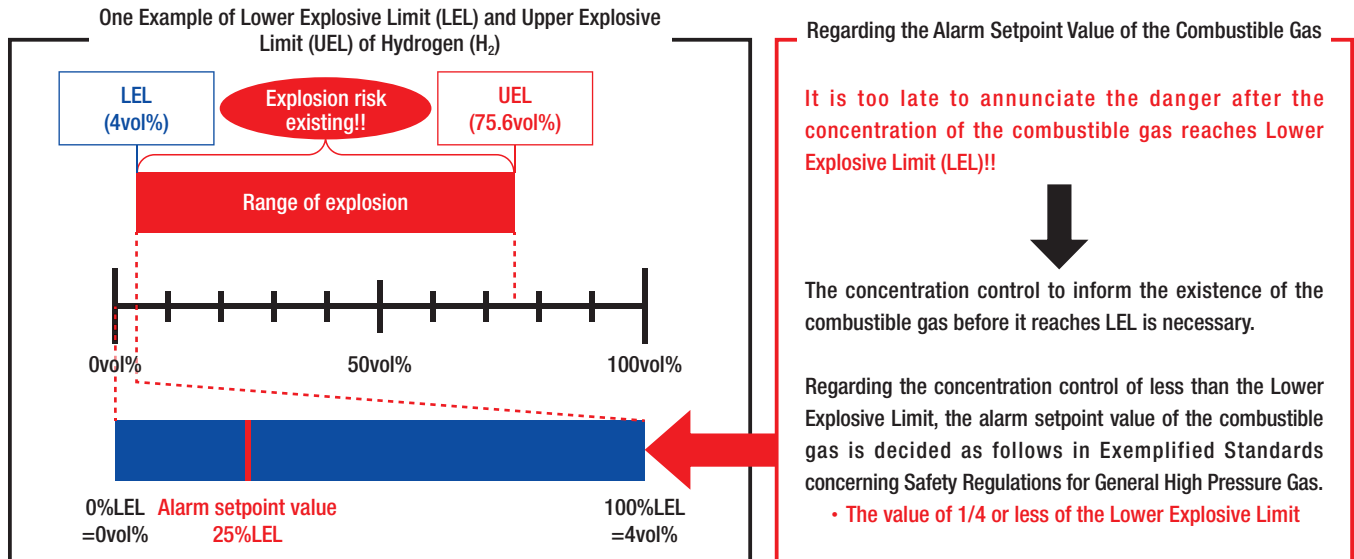 One Example of Lower Explosive Limit (LEL) and Upper Explosive
Limit (UEL) of Hydrogen (H₂)
LEL
(4vol%)
Explosion risk
existing!!
UEL
(75.6vol%)
Range of explosion
0vol%
50vol%
100vol%
0%LEL
=0vol%
Alarm setpoint value
25%LEL
100%LEL
=4vol%
Regarding the Alarm Setpoint Value of the Combustible Gas
It is too late to annunciate the danger after the
concentration of the combustible gas reaches Lower
Explosive Limit (LEL)!!
The concentration control to inform the existence of the
combustible gas before it reaches LEL is necessary.
Regarding the concentration control of less than the Lower
Explosive Limit, the alarm setpoint value of the combustible
gas is decided as follows in Exemplified Standards
concerning Safety Regulations for General High Pressure Gas.
• The value of 1/4 or less of the Lower Explosive Limit